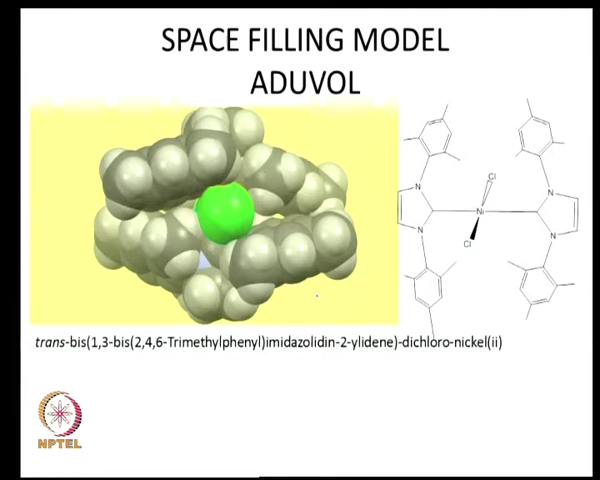 SPACE FILLING MODEL
ADUVOL
Cl
N
N
Ni
N
Cl
N
trans-bis(1,3-bis(2,4,6-Trimethylphenyl)imidazolidin-2-ylidene)-dichloro-nickel(ii)
NPTEL